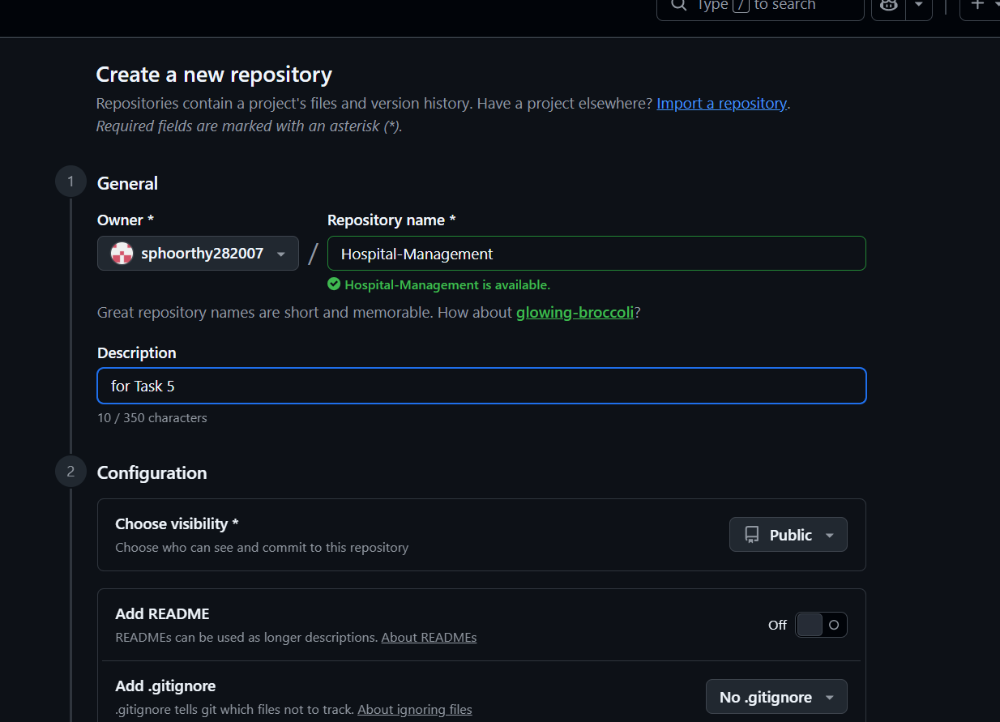 Type / to search
Create a new repository
Repositories contain a project's files and version history. Have a project elsewhere? Import a repository.
Required fields are marked with an asterisk (*).
1 General
Owner * Repository name *
sphoorthy282007 / Hospital-Management
Hospital-Management is available.
Great repository names are short and memorable. How about glowing-broccoli?
Description
for Task 5
10 / 350 characters
2 Configuration
Choose visibility *
Choose who can see and commit to this repository
Public
Add README
READMEs can be used as longer descriptions. About READMEs
Off
Add .gitignore
.gitignore tells git which files not to track. About ignoring files
No .gitignore